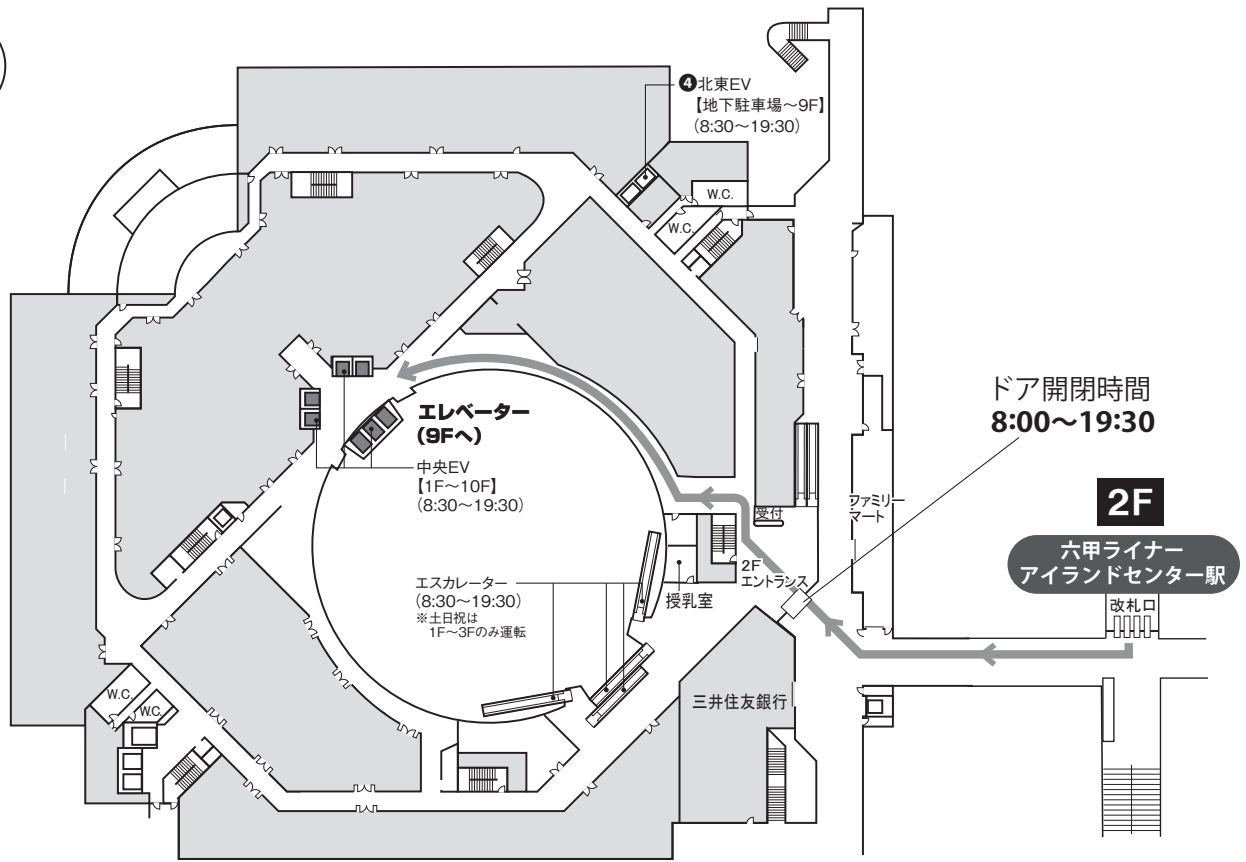 ❹北東EV
【地下駐車場～9F】
(8:30～19:30)
W.C.
W.C.
ドア開閉時間
8:00～19:30
エレベーター
(9Fへ)
中央EV
【1F～10F】
(8:30～19:30)
受付
ファミリー
マート
2F
六甲ライナー
アイランドセンター駅
改札口
2F
エントランス
授乳室
エスカレーター
(8:30～19:30)
※土日祝は
1F～3Fのみ運転
三井住友銀行
W.C.
W.C.